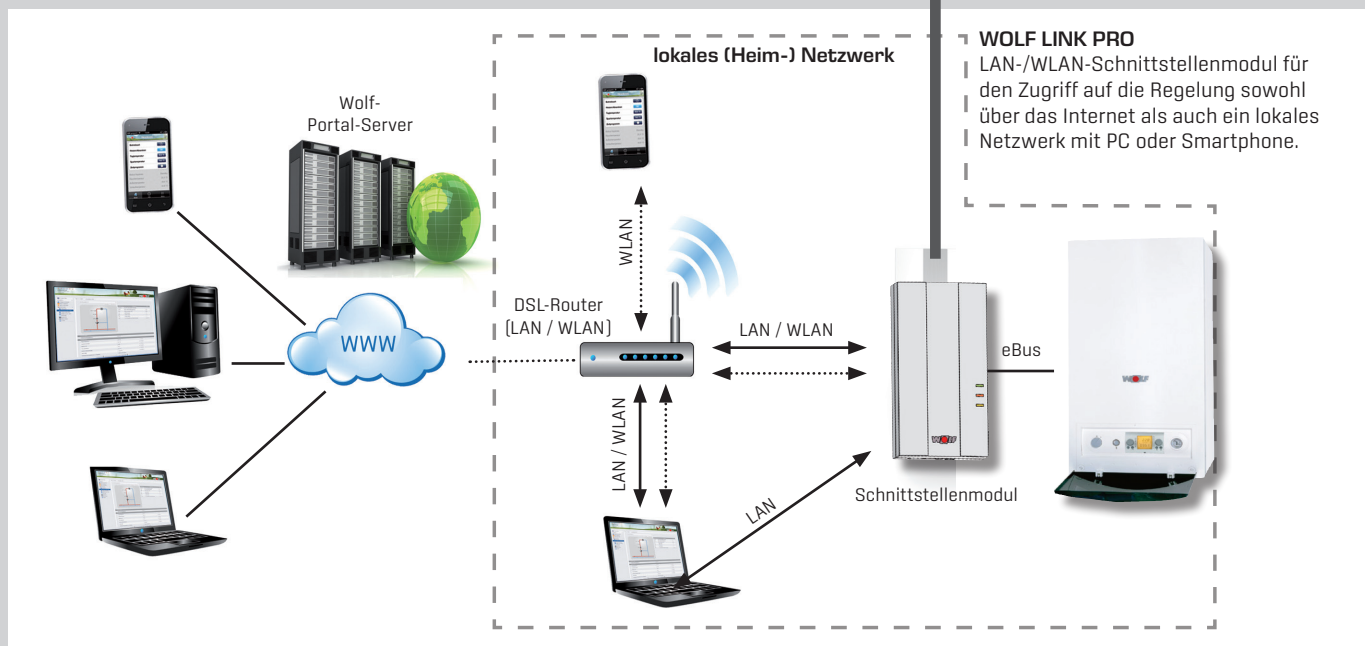 lokales (Heim-) Netzwerk
WOLF LINK PRO
LAN-/WLAN-Schnittstellenmodul für
den Zugriff auf die Regelung sowohl
über das Internet als auch ein lokales
Netzwerk mit PC oder Smartphone.
Wolf-
Portal-Server
WLAN
DSL-Router
(LAN / WLAN)
WWW
LAN / WLAN
eBus
WOLF
LAN / WLAN
WOLF
Schnittstellenmodul
LAN